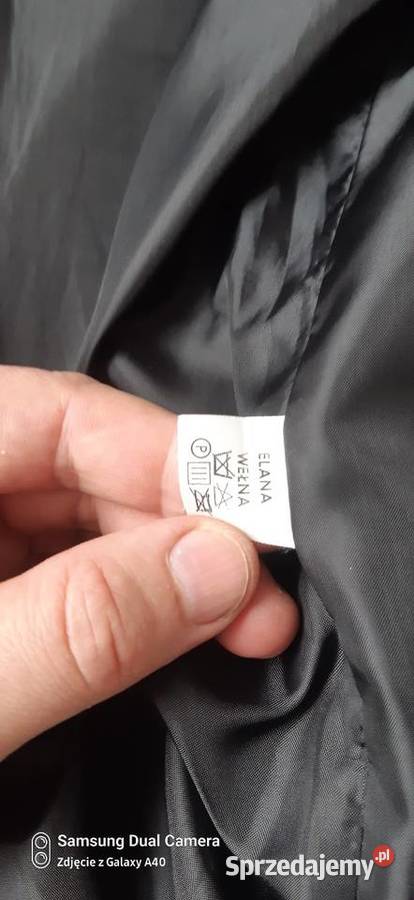 ELANA
WEŁNA
P
Samsung Dual Camera
Zdjęcie z Galaxy A40
Sprzedajemy.pl